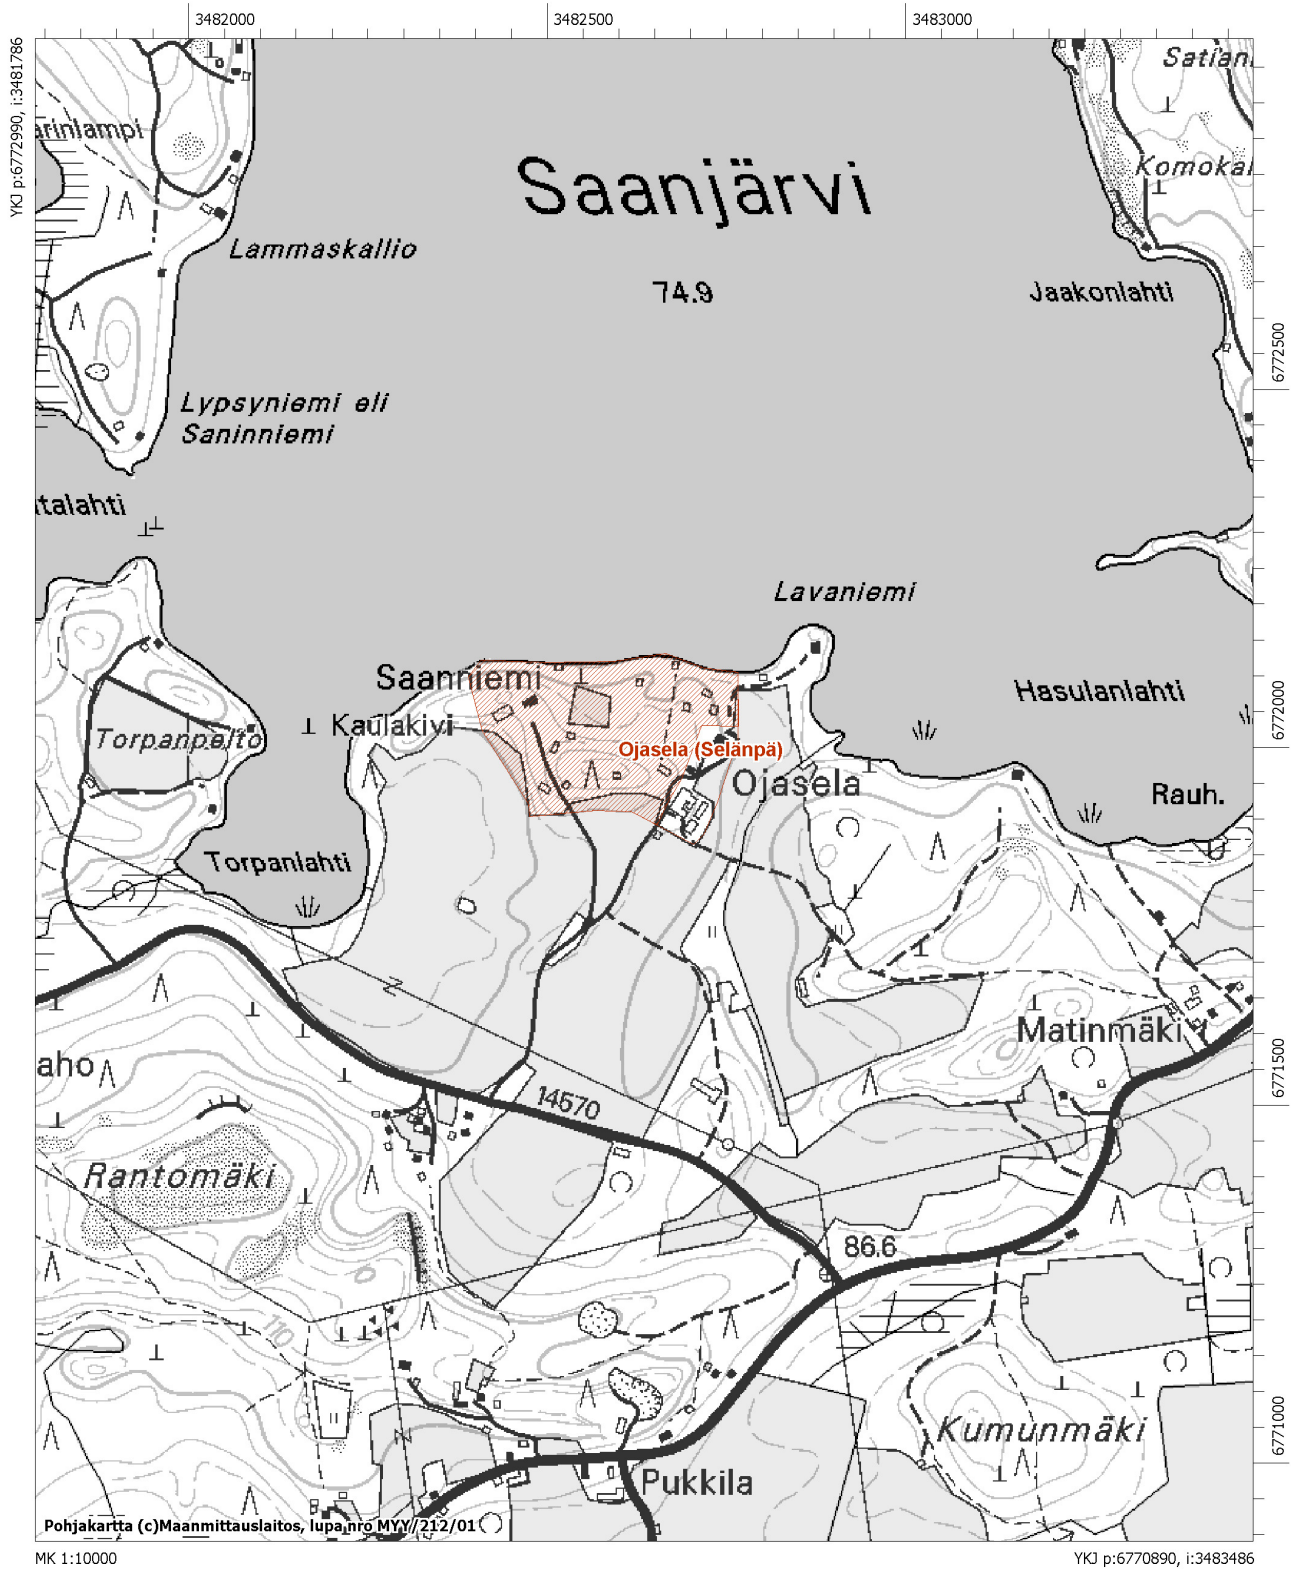 3482000
3482500
3483000
YKJ p:6772990, i:3481786
Satian
arinlampi
Komokal
Saanjärvi
Lammaskallio
74.9
Jaakonlahti
6772500
Lypsyniemi eli
Saninniemi
talahti
Lavaniemi
Saanniemi
Hasulanlahti
6772000
Kaulakivi
Torpanpelto
Ojasela (Selänpä)
Ojasela
Rauh.
Torpanlahti
Matinmäki
6771500
aho
14570
Rantomäki
86.6
110
Kumunmäki
6771000
Pukkila
Pohjakartta (c)Maanmittauslaitos, lupa nro MYY/212/01
MK 1:10000
YKJ p:6770890, i:3483486